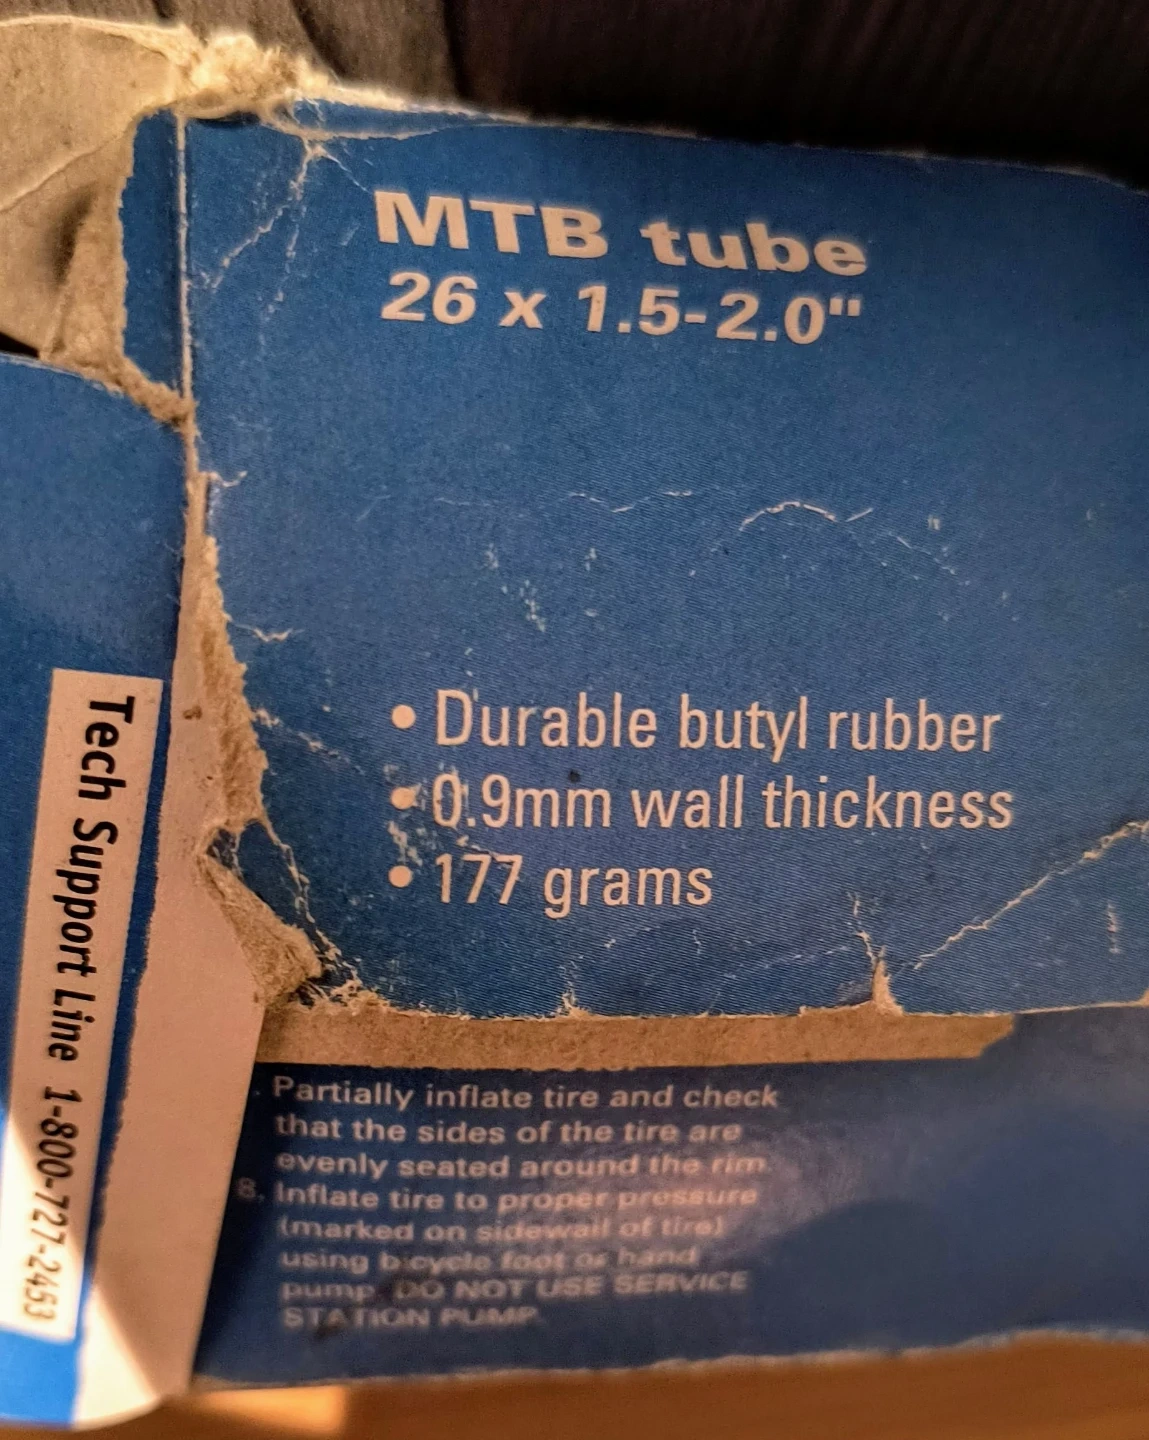 MTB tube
26 x 1.5-2.0"
• Durable butyl rubber
• 0.9mm wall thickness
• 177 grams
Tech Support Line 1-800-727-2453
Partially inflate tire and check
that the sides of the tire are
evenly seated around the rim.
8. Inflate tire to proper pressure
(marked on sidewall of tire)
using bicycle foot or hand
pump. DO NOT USE SERVICE
STATION PUMP.